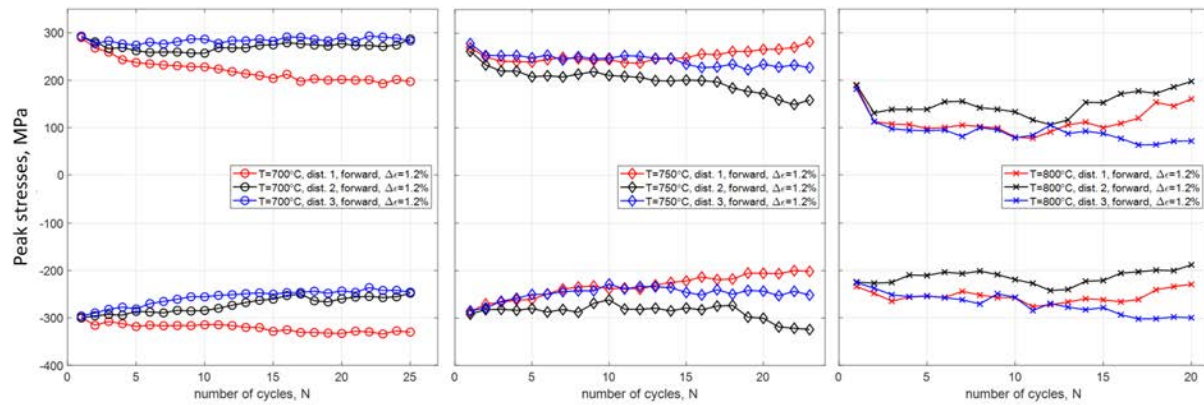 Peak stresses, MPa
300
200
100
0
-100
-200
-300
-400
T=700°C, dist. 1, forward, Δϵ=1.2%
T=700°C, dist. 2, forward, Δϵ=1.2%
T=700°C, dist. 3, forward, Δϵ=1.2%
0 5 10 15 20 25
number of cycles, N
T=750°C, dist. 1, forward, Δϵ=1.2%
T=750°C, dist. 2, forward, Δϵ=1.2%
T=750°C, dist. 3, forward, Δϵ=1.2%
0 5 10 15 20
number of cycles, N
T=800°C, dist. 1, forward, Δϵ=1.2%
T=800°C, dist. 2, forward, Δϵ=1.2%
T=800°C, dist. 3, forward, Δϵ=1.2%
0 5 10 15 20
number of cycles, N